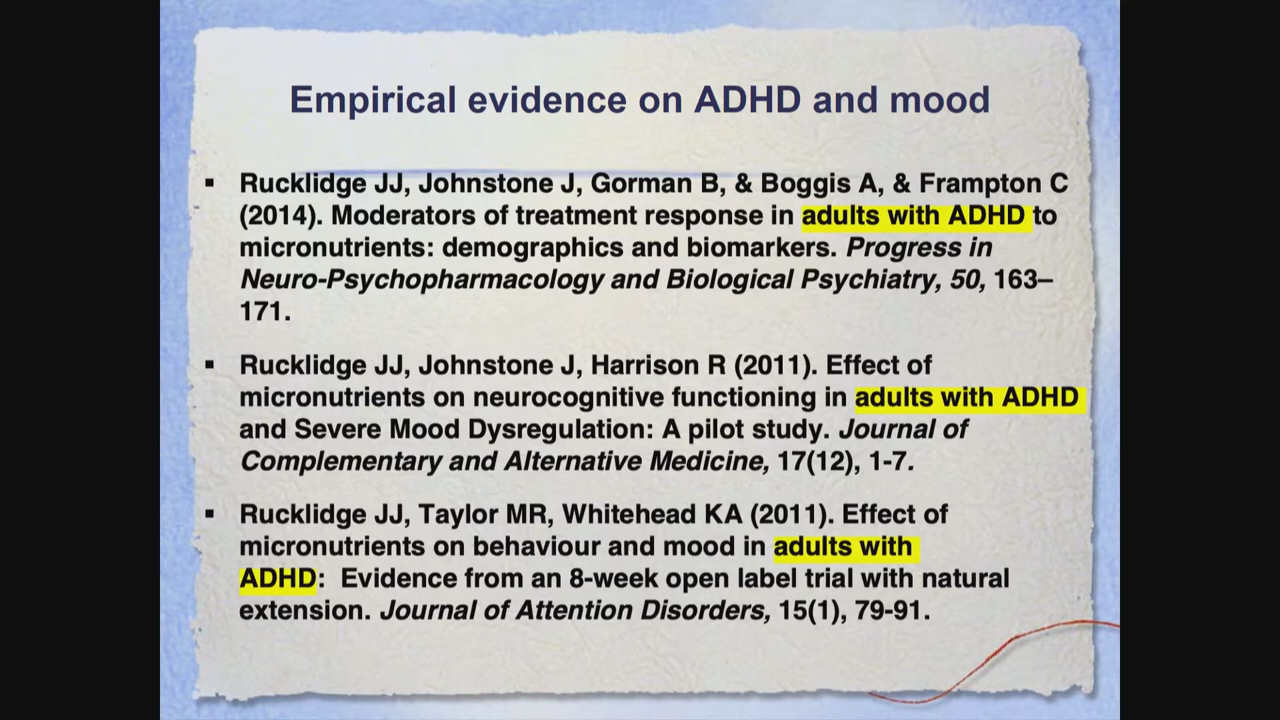 Empirical evidence on ADHD and mood
▪ Rucklidge JJ, Johnstone J, Gorman B, & Boggis A, & Frampton C
(2014). Moderators of treatment response in adults with ADHD to
micronutrients: demographics and biomarkers. Progress in
Neuro-Psychopharmacology and Biological Psychiatry, 50, 163–
171.
▪ Rucklidge JJ, Johnstone J, Harrison R (2011). Effect of
micronutrients on neurocognitive functioning in adults with ADHD
and Severe Mood Dysregulation: A pilot study. Journal of
Complementary and Alternative Medicine, 17(12), 1-7.
▪ Rucklidge JJ, Taylor MR, Whitehead KA (2011). Effect of
micronutrients on behaviour and mood in adults with
ADHD: Evidence from an 8-week open label trial with natural
extension. Journal of Attention Disorders, 15(1), 79-91.